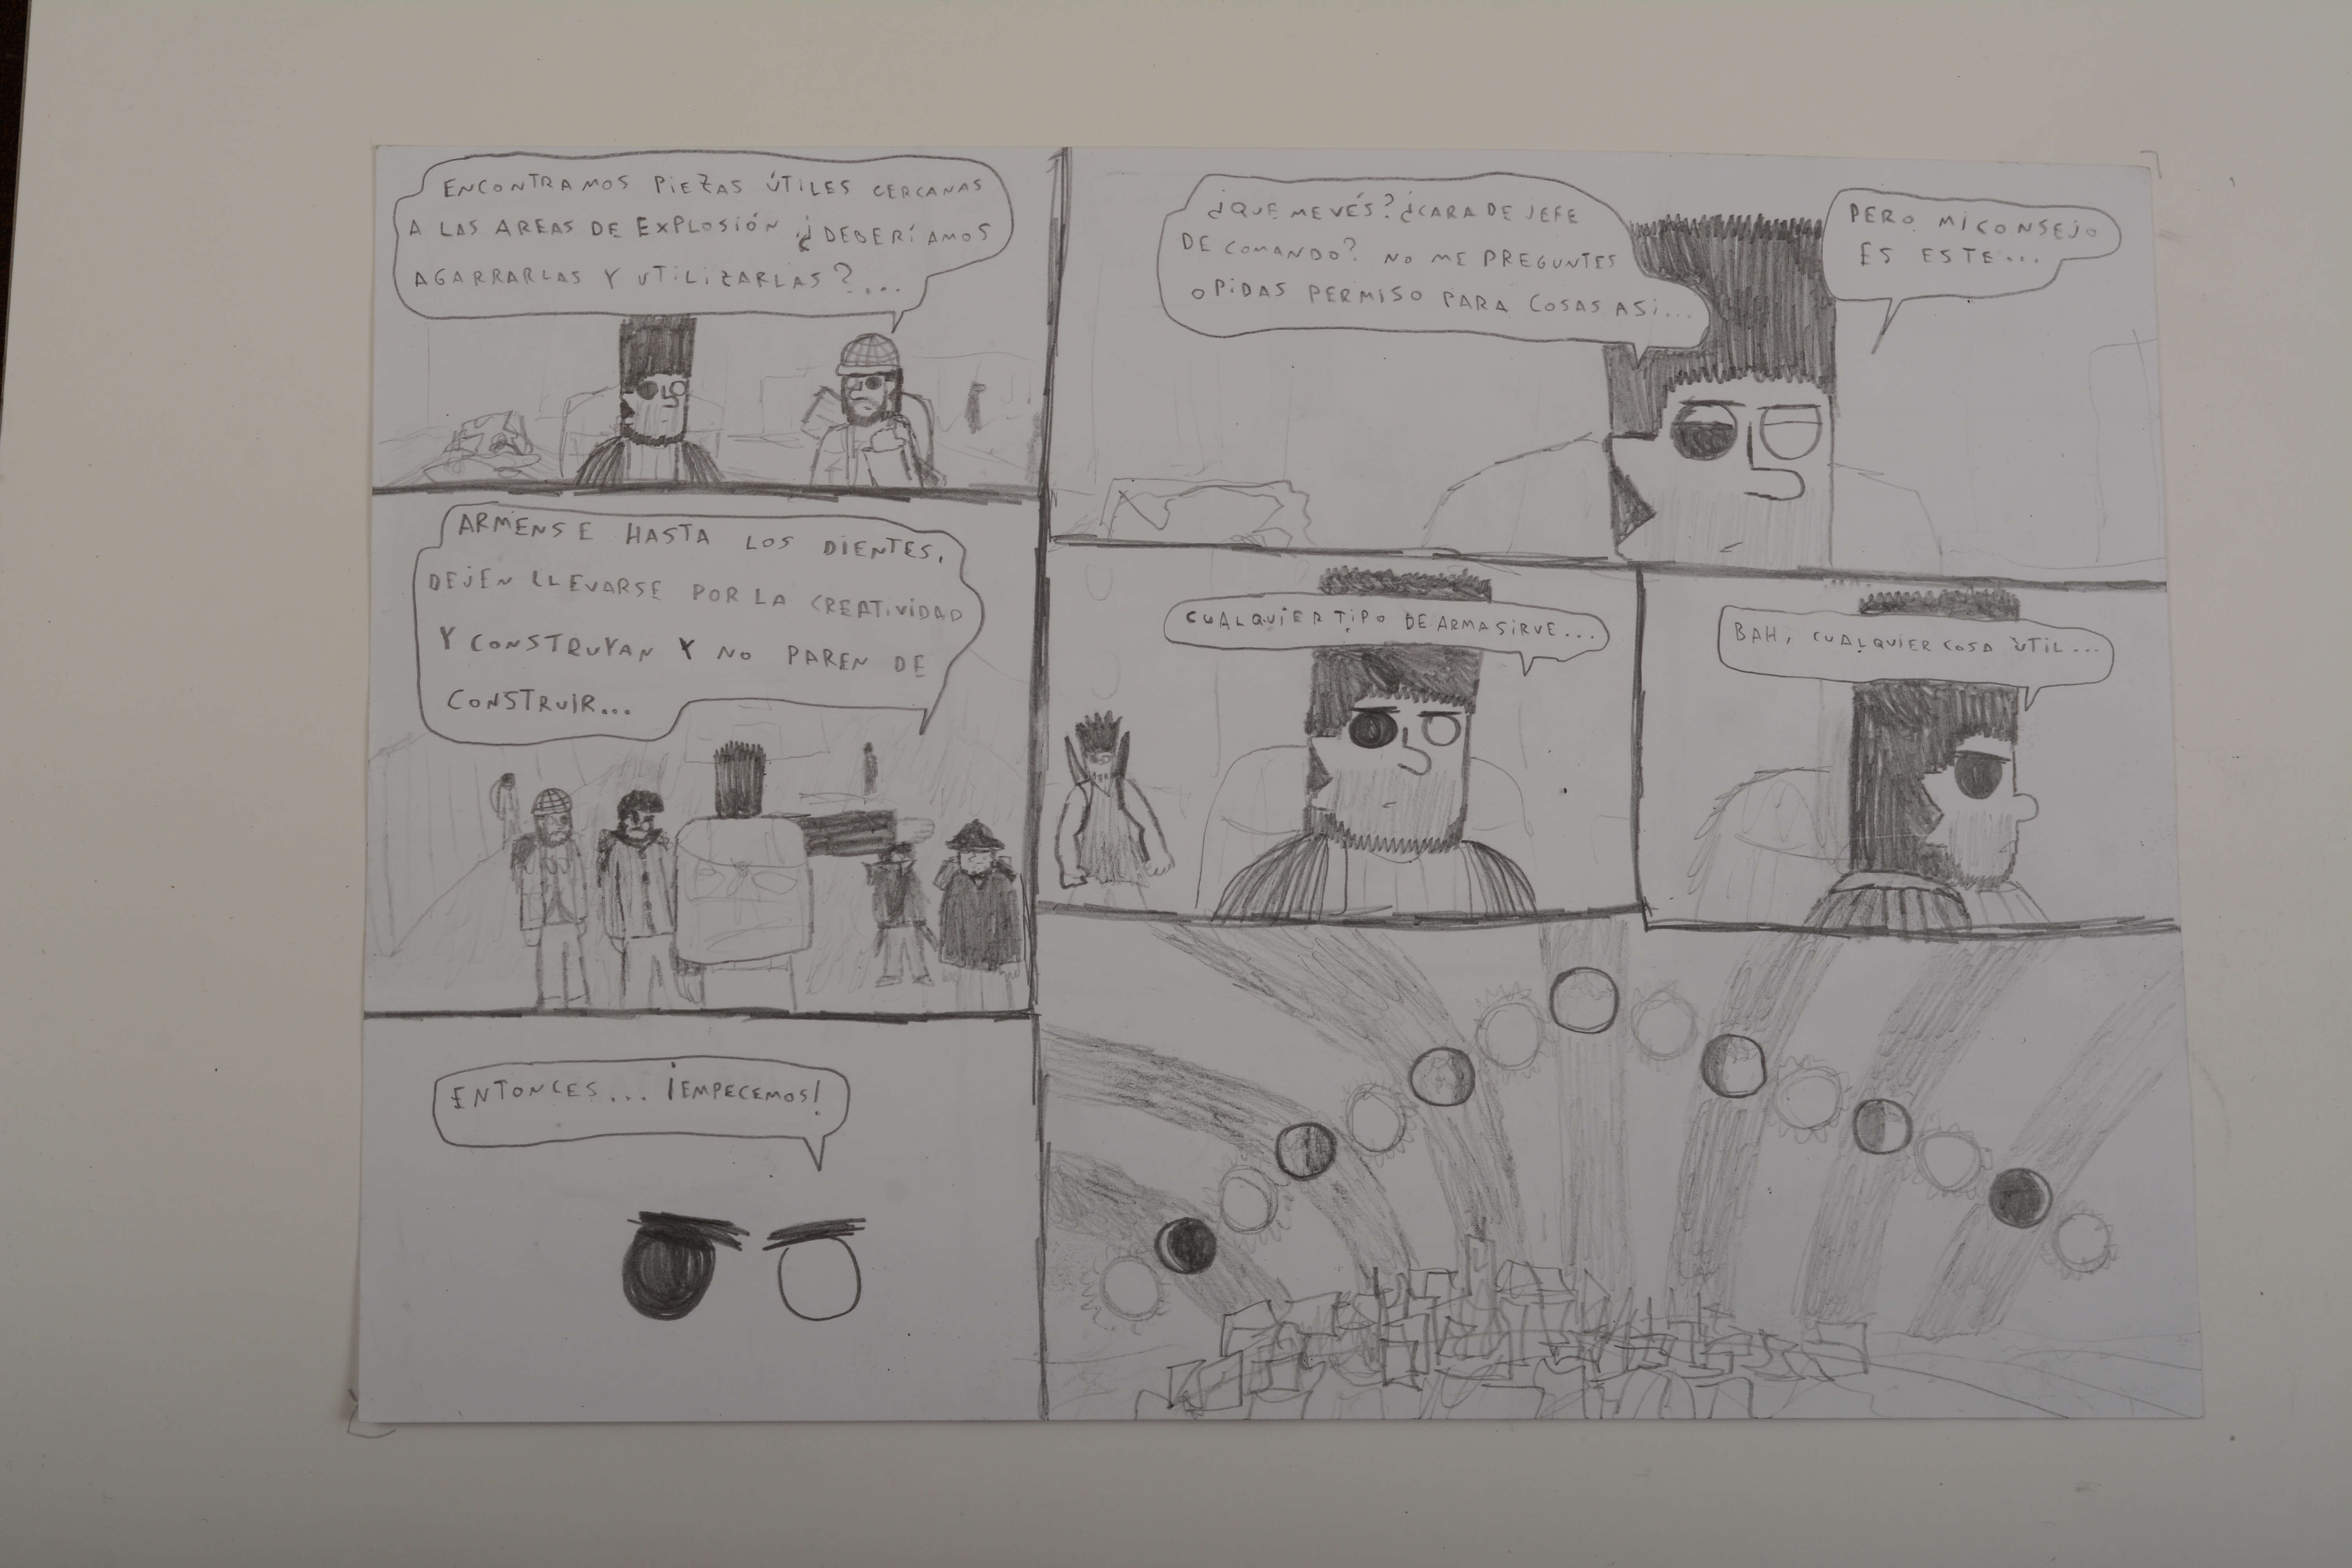 ENCONTRAMOS PIEZAS ÚTILES CERCANAS
A LAS AREAS DE EXPLOSIÓN ¿DEBERÍAMOS
AGARRARLAS Y UTILIZARLAS?...
¿QUE ME VÉS? ¿CARA DE JEFE
DE COMANDO? NO ME PREGUNTES
O PIDAS PERMISO PARA COSAS ASI...
PERO MI CONSEJO
ES ESTE...
ARMENSE HASTA LOS DIENTES,
DEJEN LLEVARSE POR LA CREATIVIDAD
Y CONSTRUYAN Y NO PAREN DE
CONSTRUIR...
CUALQUIER TIPO DE ARMA SIRVE...
BAH, CUALQUIER COSA ÚTIL...
ENTONCES... ¡EMPECEMOS!